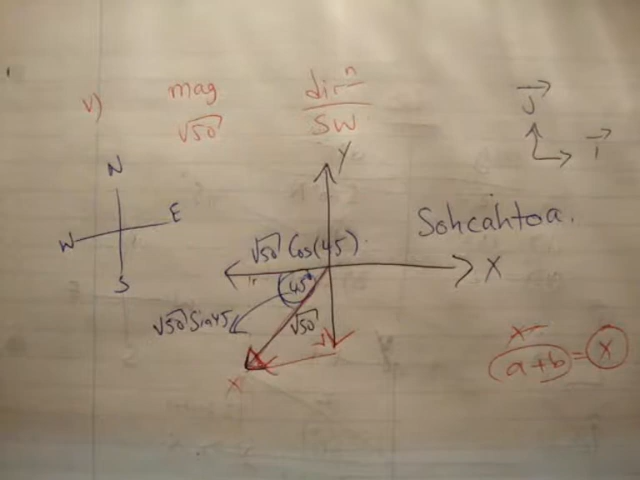 v) mag dirⁿ
√50 SW
J
i
N
W E
S
Y
Sohcahtoa.
√50 Cos(45)
X
45°
√50 Sin45
√50
x
(a+b) = x
x